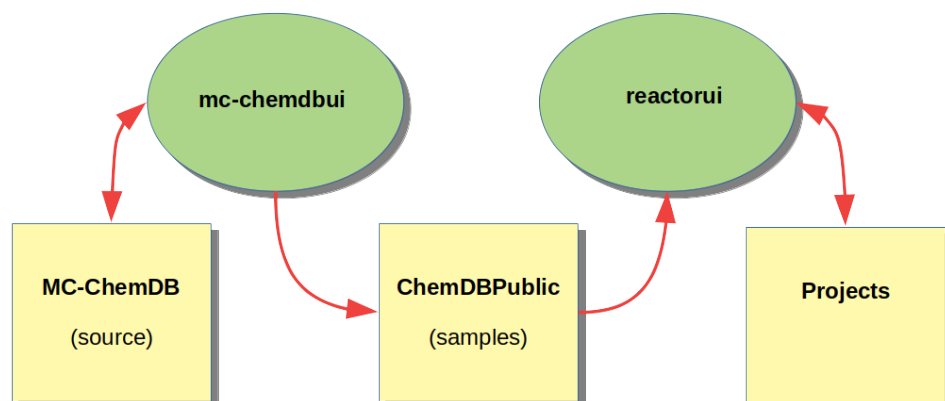 mc-chemdbui
reactorui
MC-ChemDB
(source)
ChemDBPublic
(samples)
Projects